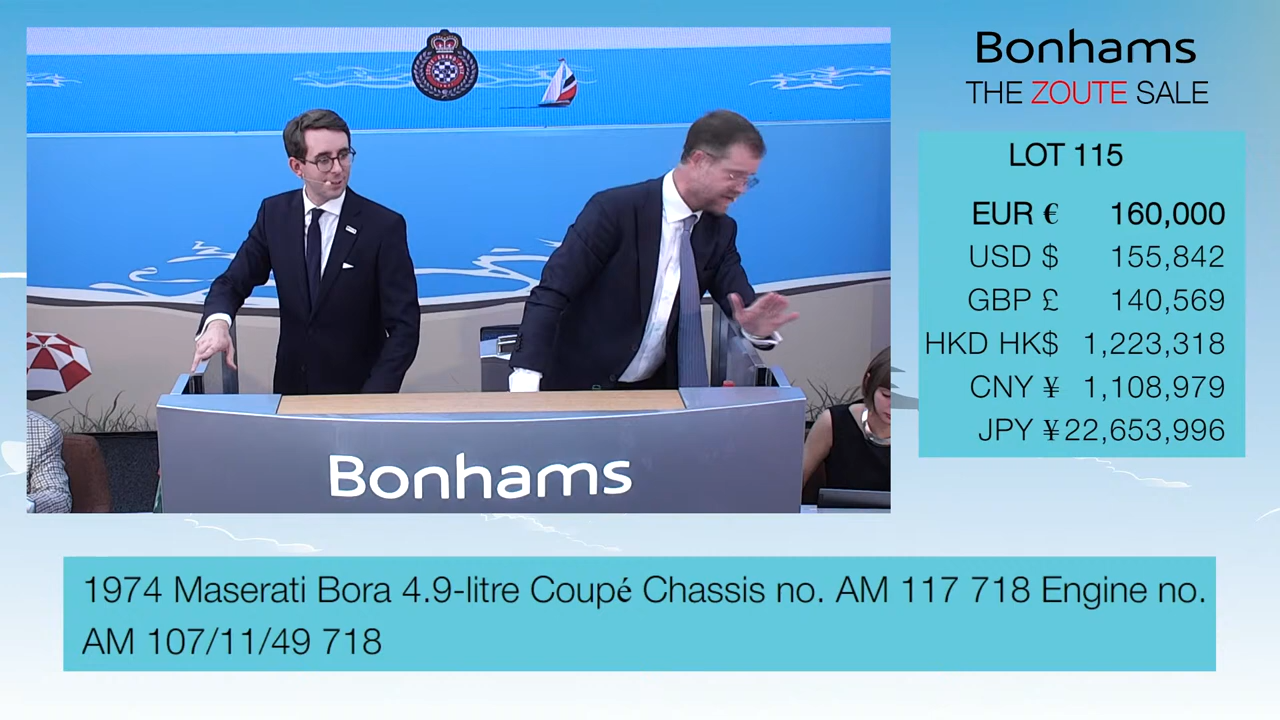 Bonhams
THE ZOUTE SALE
LOT 115
EUR € 160,000
USD $ 155,842
GBP £ 140,569
HKD HK$ 1,223,318
CNY ¥ 1,108,979
JPY ¥ 22,653,996
Bonhams
1974 Maserati Bora 4.9-litre Coupé Chassis no. AM 117 718 Engine no.
AM 107/11/49 718